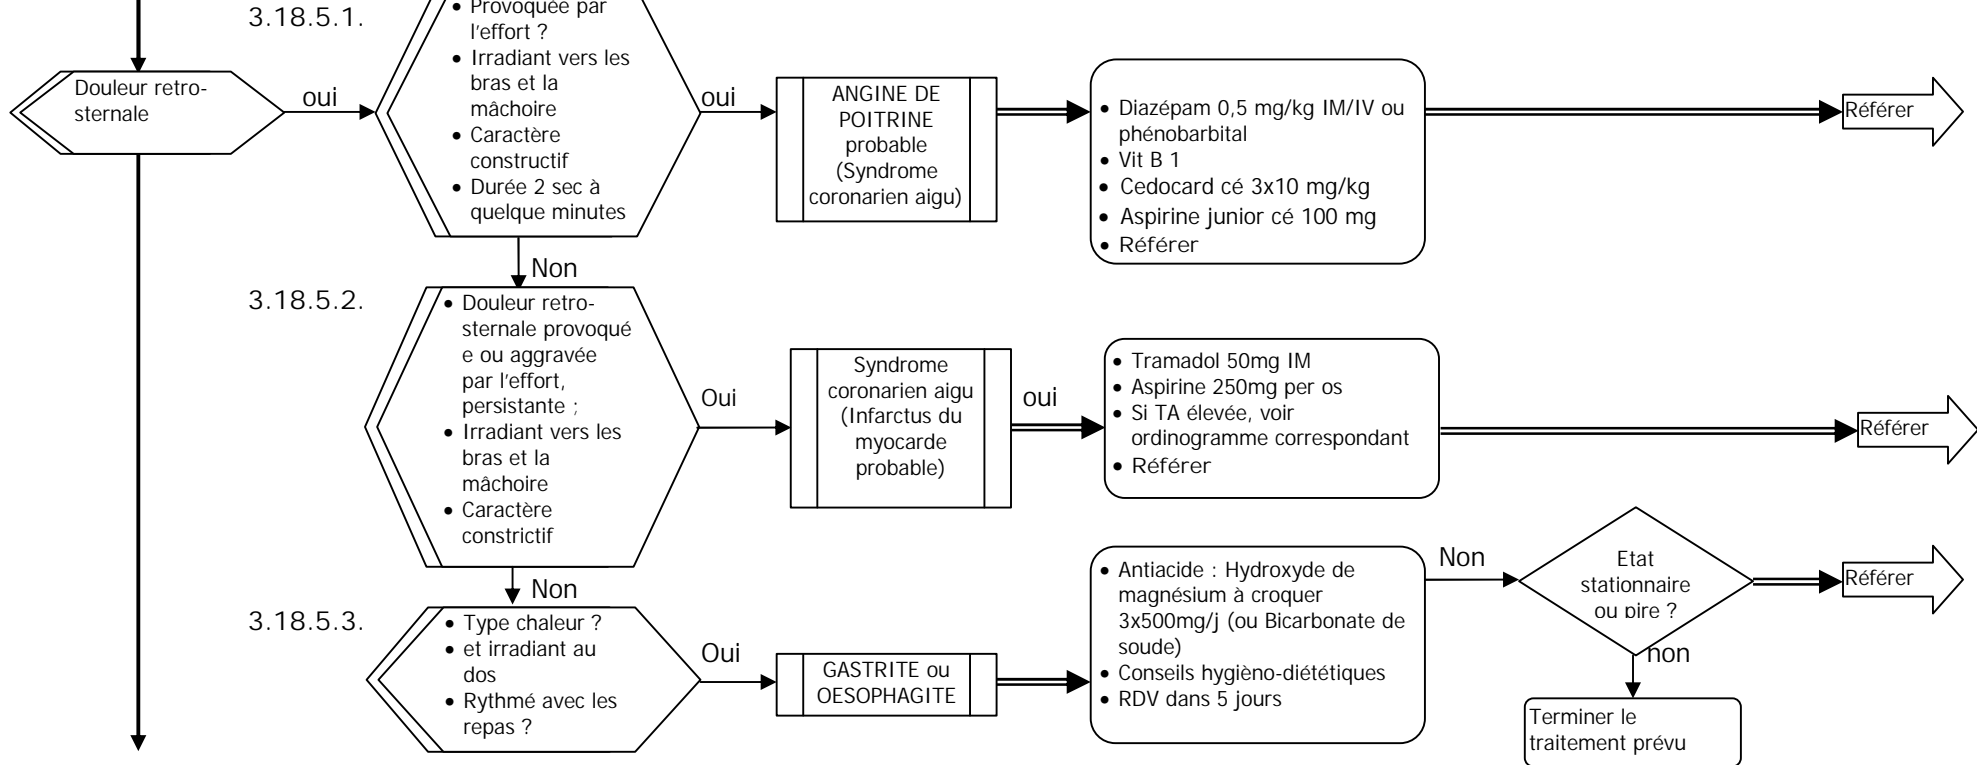 3.18.5.1.
• Provoquée par
l'effort ?
• Irradiant vers les
bras et la
mâchoire
• Caractère
constructif
• Durée 2 sec à
quelque minutes
Douleur retro-
sternale
oui
oui
ANGINE DE
POITRINE
probable
(Syndrome
coronarien aigu)
• Diazépam 0,5 mg/kg IM/IV ou
phénobarbital
• Vit B 1
• Cedocard cé 3x10 mg/kg
• Aspirine junior cé 100 mg
• Référer
Référer
Non
3.18.5.2.
• Douleur retro-
sternale provoqué
e ou aggravée
par l'effort,
persistante ;
• Irradiant vers les
bras et la
mâchoire
• Caractère
constrictif
Oui
Syndrome
coronarien aigu
(Infarctus du
myocarde
probable)
oui
• Tramadol 50mg IM
• Aspirine 250mg per os
• Si TA élevée, voir
ordinogramme correspondant
• Référer
Référer
Non
3.18.5.3.
• Type chaleur ?
• et irradiant au
dos
• Rythmé avec les
repas ?
Oui
GASTRITE ou
OESOPHAGITE
• Antiacide : Hydroxyde de
magnésium à croquer
3x500mg/j (ou Bicarbonate de
soude)
• Conseils hygièno-diététiques
• RDV dans 5 jours
Non
Etat
stationnaire
ou pire ?
Référer
non
Terminer le
traitement prévu